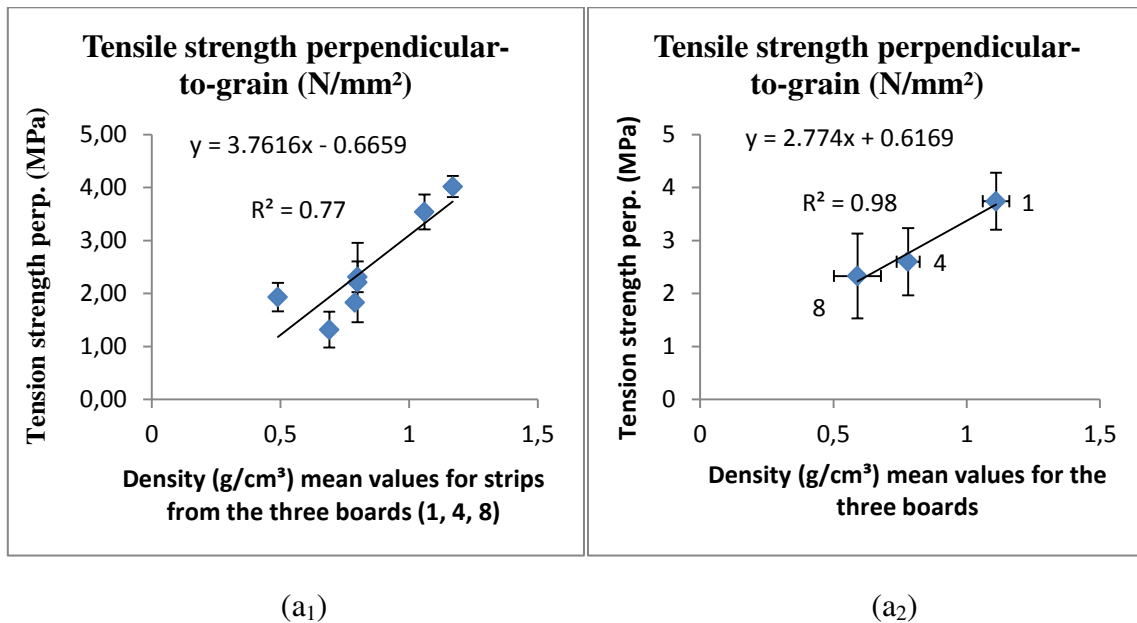 Tensile strength perpendicular-
to-grain (N/mm²)
y = 3.7616x - 0.6659
R² = 0.77
Tension strength perp. (MPa)
5,00
4,00
3,00
2,00
1,00
0,00
0
0,5
1
1,5
Density (g/cm³) mean values for strips
from the three boards (1, 4, 8)
(a₁)
Tensile strength perpendicular-
to-grain (N/mm²)
y = 2.774x + 0.6169
R² = 0.98
1
4
8
Tension strength perp. (MPa)
5
4
3
2
1
0
0
0,5
1
1,5
Density (g/cm³) mean values for the
three boards
(a₂)